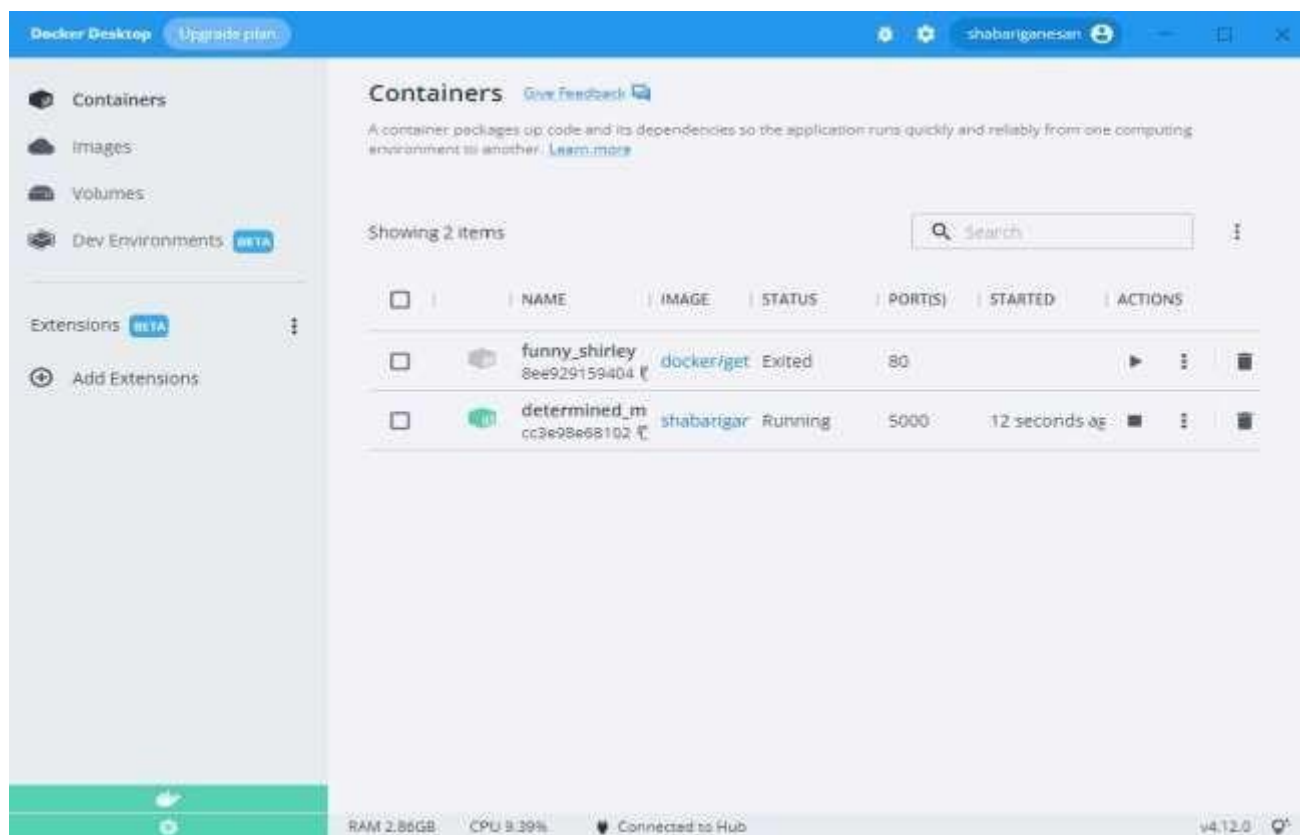 Docker Desktop Upgrade plan shabariganesan
Containers
Images
Volumes
Dev Environments BETA
Extensions BETA
Add Extensions
Containers Give Feedback
A container packages up code and its dependencies so the application runs quickly and reliably from one computing
environment to another. Learn more
Showing 2 items Search
NAME IMAGE STATUS PORT(S) STARTED ACTIONS
funny_shirley docker/get Exited 80
8ee929159404
determined_m shabarigar Running 5000 12 seconds ag
cc3e98e68102
RAM 2.86GB CPU 9.39% Connected to Hub v4.12.0